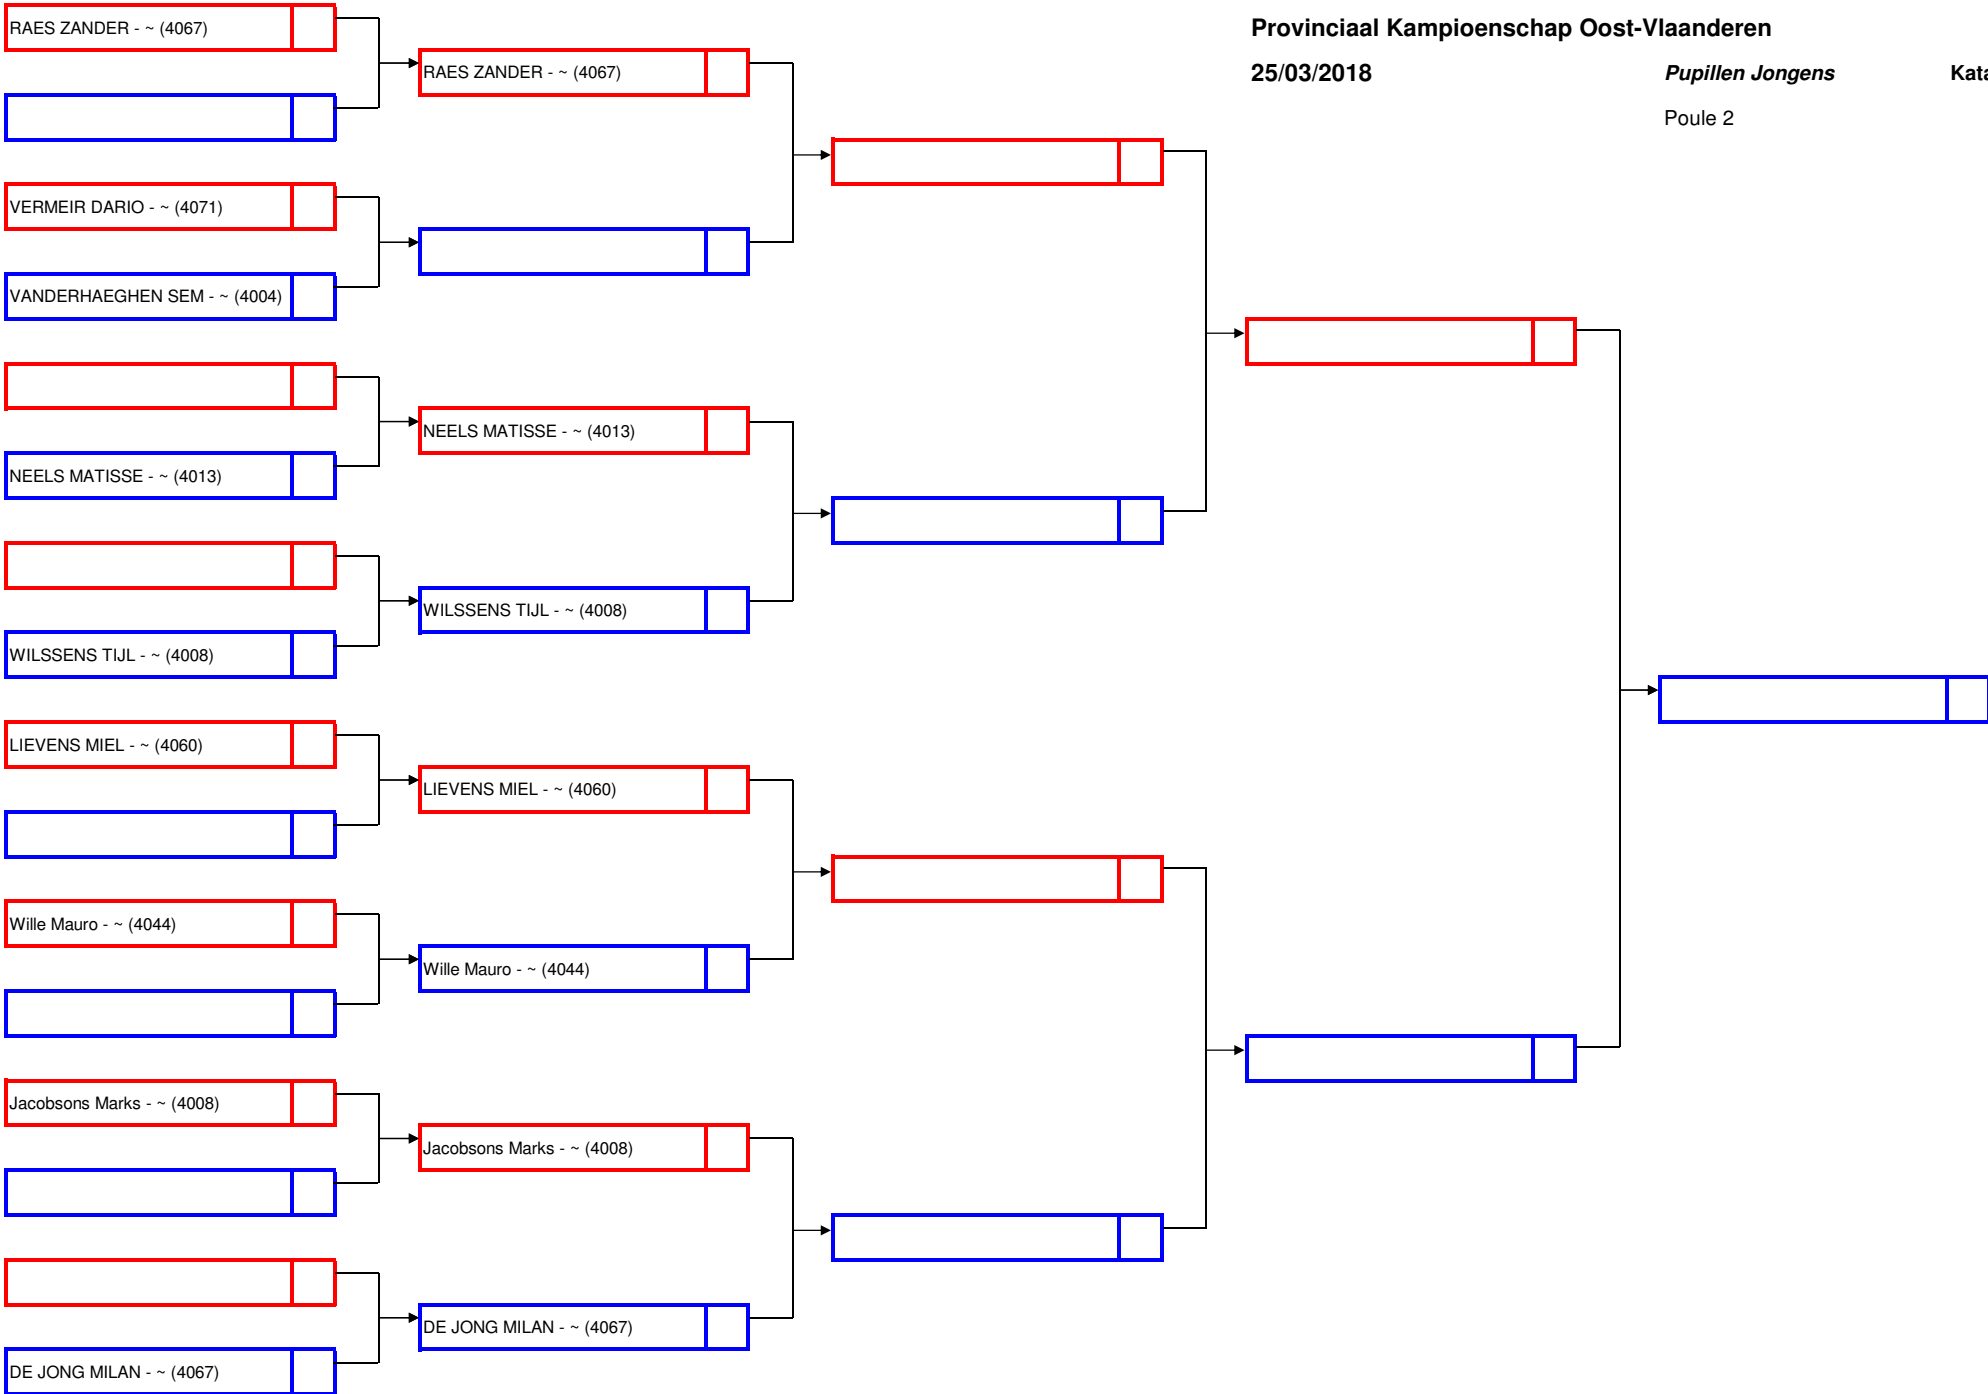 Provinciaal Kampioenschap Oost-Vlaanderen
25/03/2018 Pupillen Jongens
Poule 2
RAES ZANDER - ~ (4067)
VERMEIR DARIO - ~ (4071)
VANDERHAEGHEN SEM - ~ (4004)
NEELS MATISSE - ~ (4013)
WILSSENS TIJL - ~ (4008)
LIEVENS MIEL - ~ (4060)
Wille Mauro - ~ (4044)
Jacobsons Marks - ~ (4008)
DE JONG MILAN - ~ (4067)
RAES ZANDER - ~ (4067)
NEELS MATISSE - ~ (4013)
WILSSENS TIJL - ~ (4008)
LIEVENS MIEL - ~ (4060)
Wille Mauro - ~ (4044)
Jacobsons Marks - ~ (4008)
DE JONG MILAN - ~ (4067)